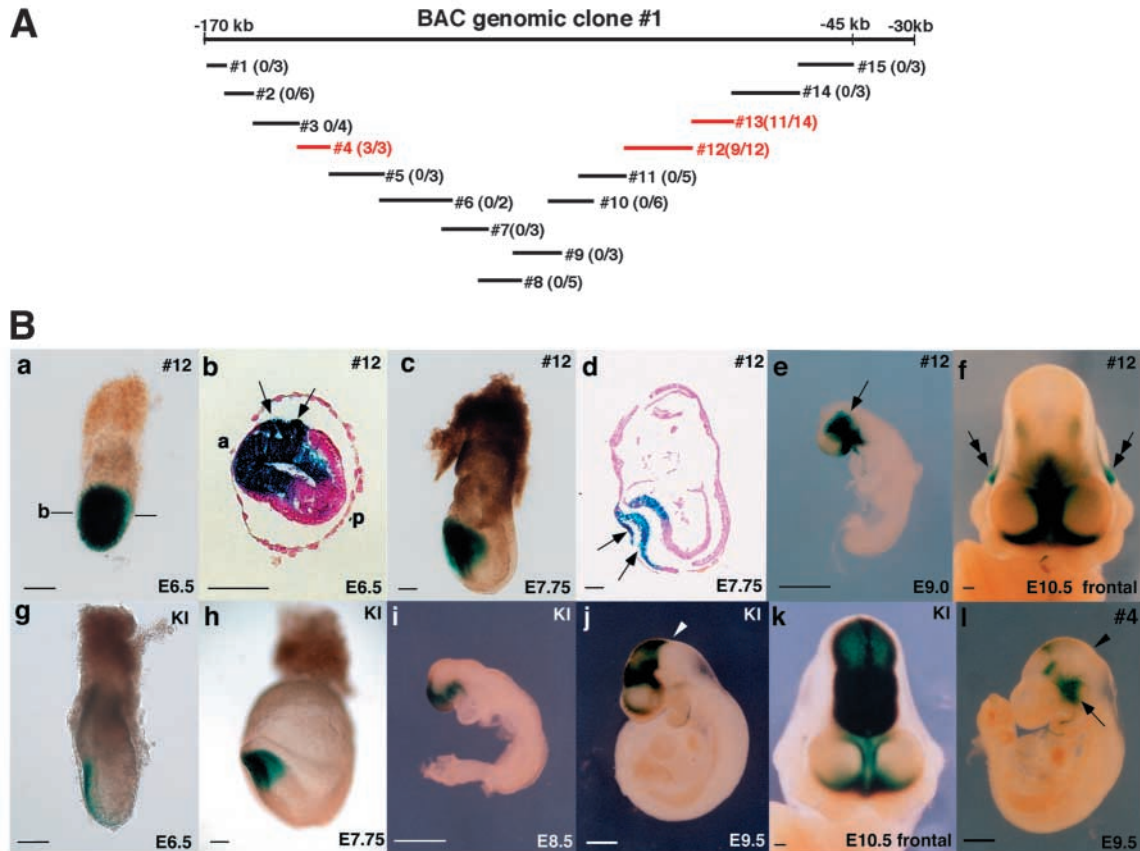 A
BAC genomic clone #1
-170 kb
-45 kb
-30kb
#1 (0/3)
#15 (0/3)
#2 (0/6)
#14 (0/3)
#3 0/4)
#13(11/14)
#4 (3/3)
#12(9/12)
#5 (0/3)
#11 (0/5)
#6 (0/2)
#10 (0/6)
#7(0/3)
#9 (0/3)
#8 (0/5)
B
a
#12
b
E6.5
b
#12
a
p
E6.5
c
#12
E7.75
d
#12
E7.75
e
#12
E9.0
f
#12
E10.5 frontal
g
KI
E6.5
h
KI
E7.75
i
KI
E8.5
j
KI
E9.5
k
KI
E10.5 frontal
l
#4
E9.5